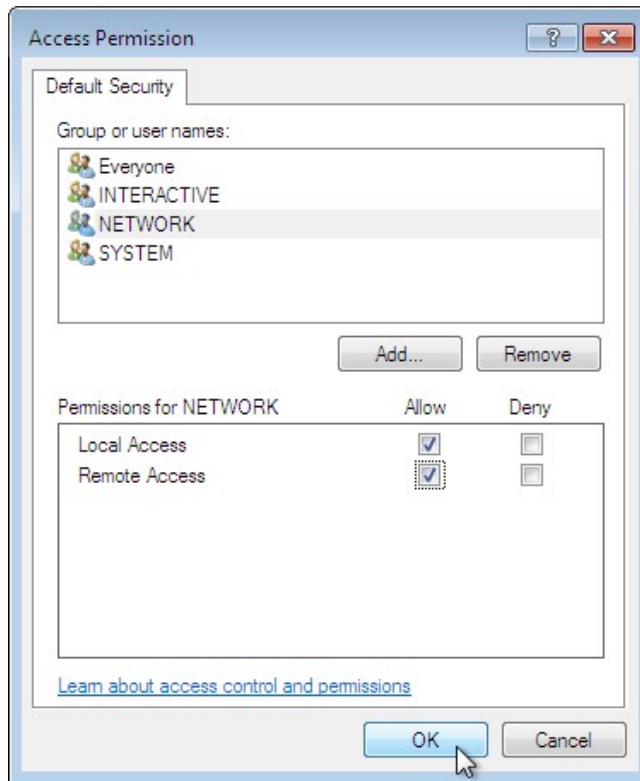 Access Permission
Default Security
Group or user names:
Everyone
INTERACTIVE
NETWORK
SYSTEM
Add... Remove
Permissions for NETWORK Allow Deny
Local Access
Remote Access
Learn about access control and permissions
OK Cancel